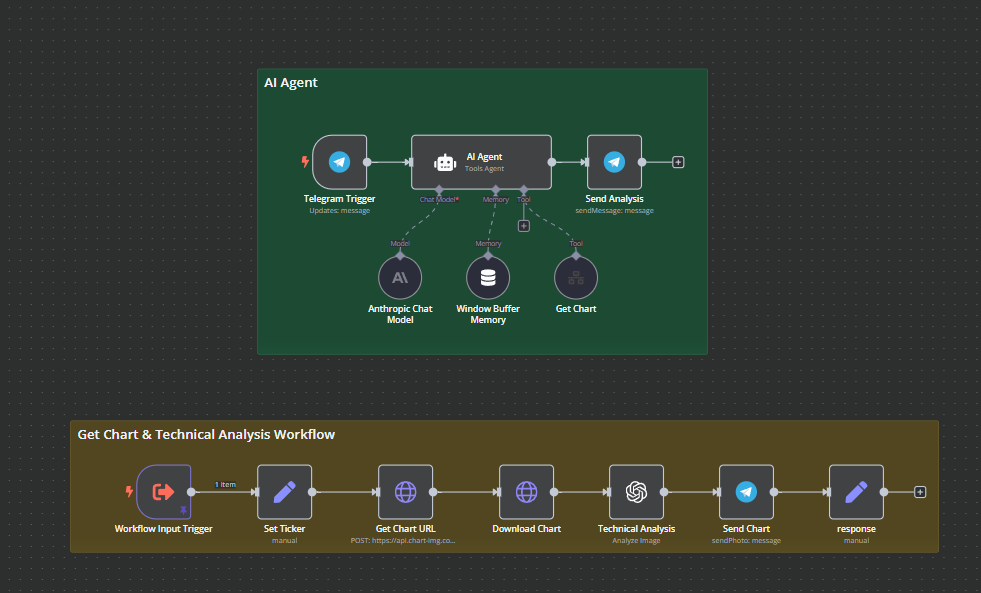 AI Agent
AI Agent
Tools Agent
Telegram Trigger
Updates: message
Chat Model*
Memory
Tool
Send Analysis
sendMessage: message
Model
Memory
Tool
Anthropic Chat
Model
Window Buffer
Memory
Get Chart
Get Chart & Technical Analysis Workflow
1 item
Workflow Input Trigger
Set Ticker
manual
Get Chart URL
POST: https://api.chart-img.co...
Download Chart
Technical Analysis
Analyze Image
Send Chart
sendPhoto: message
response
manual